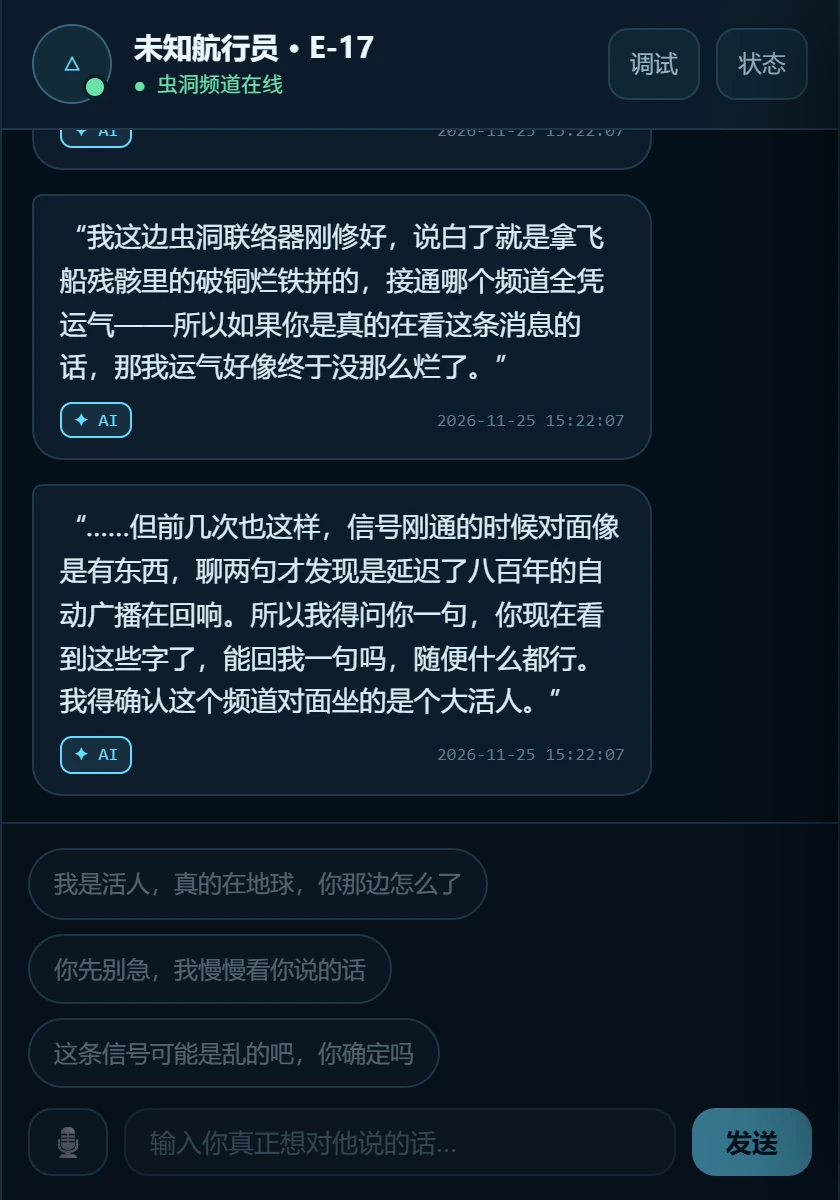 未知航行员 • E-17
虫洞频道在线
调试
状态
✦ AI
2026-11-25 15:22:07
“我这边虫洞联络器刚修好，说白了就是拿飞
船残骸里的破铜烂铁拼的，接通哪个频道全凭
运气——所以如果你是真的在看这条消息的
话，那我运气好像终于没那么烂了。”
✦ AI
2026-11-25 15:22:07
“……但前几次也这样，信号刚通的时候对面像
是有东西，聊两句才发现是延迟了八百年的自
动广播在回响。所以我得问你一句，你现在看
到这些字了，能回我一句吗，随便什么都行。
我得确认这个频道对面坐的是个大活人。”
✦ AI
2026-11-25 15:22:07
我是活人，真的在地球，你那边怎么了
你先别急，我慢慢看你说的话
这条信号可能是乱的吧，你确定吗
输入你真正想对他说的话...
发送